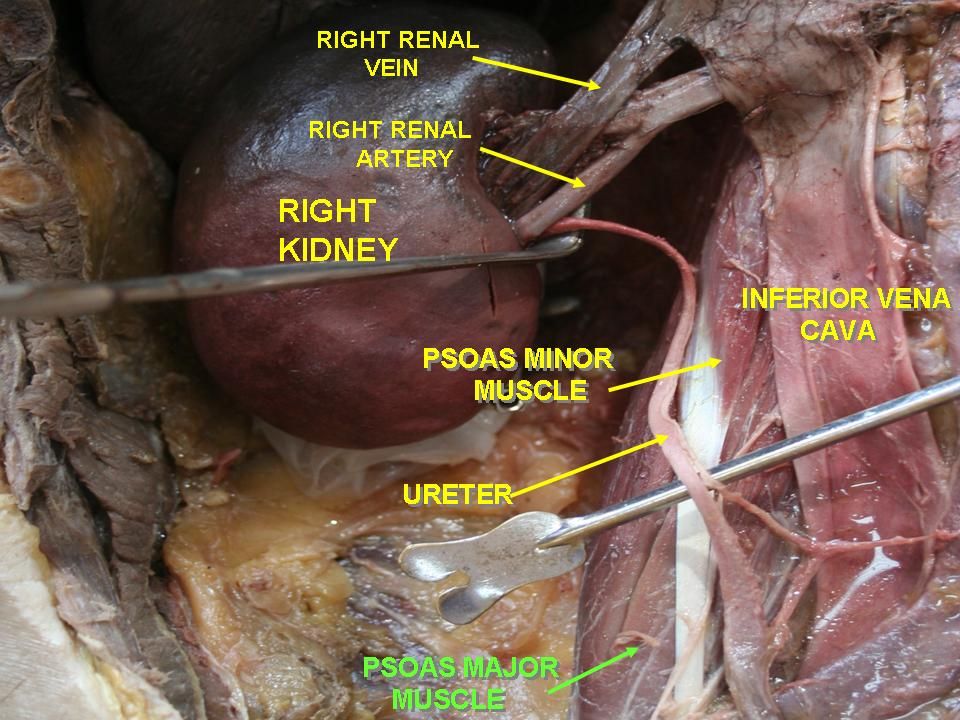 RIGHT RENAL
VEIN
RIGHT RENAL
ARTERY
RIGHT
KIDNEY
INFERIOR VENA
CAVA
PSOAS MINOR
MUSCLE
URETER
PSOAS MAJOR
MUSCLE